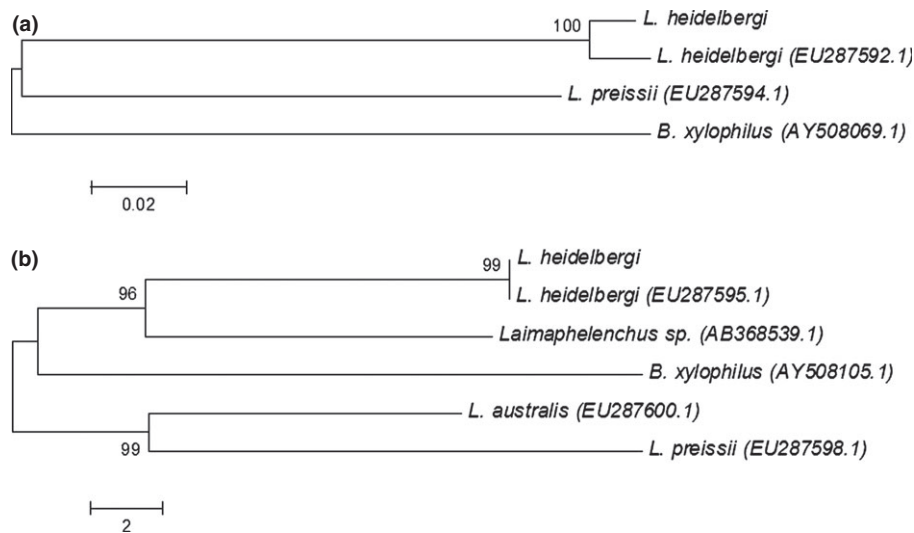 (a)
L. heidelbergi
100
L. heidelbergi (EU287592.1)
L. preissii (EU287594.1)
B. xylophilus (AY508069.1)
0.02
(b)
L. heidelbergi
99
L. heidelbergi (EU287595.1)
96
Laimaphelenchus sp. (AB368539.1)
B. xylophilus (AY508105.1)
L. australis (EU287600.1)
99
L. preissii (EU287598.1)
2